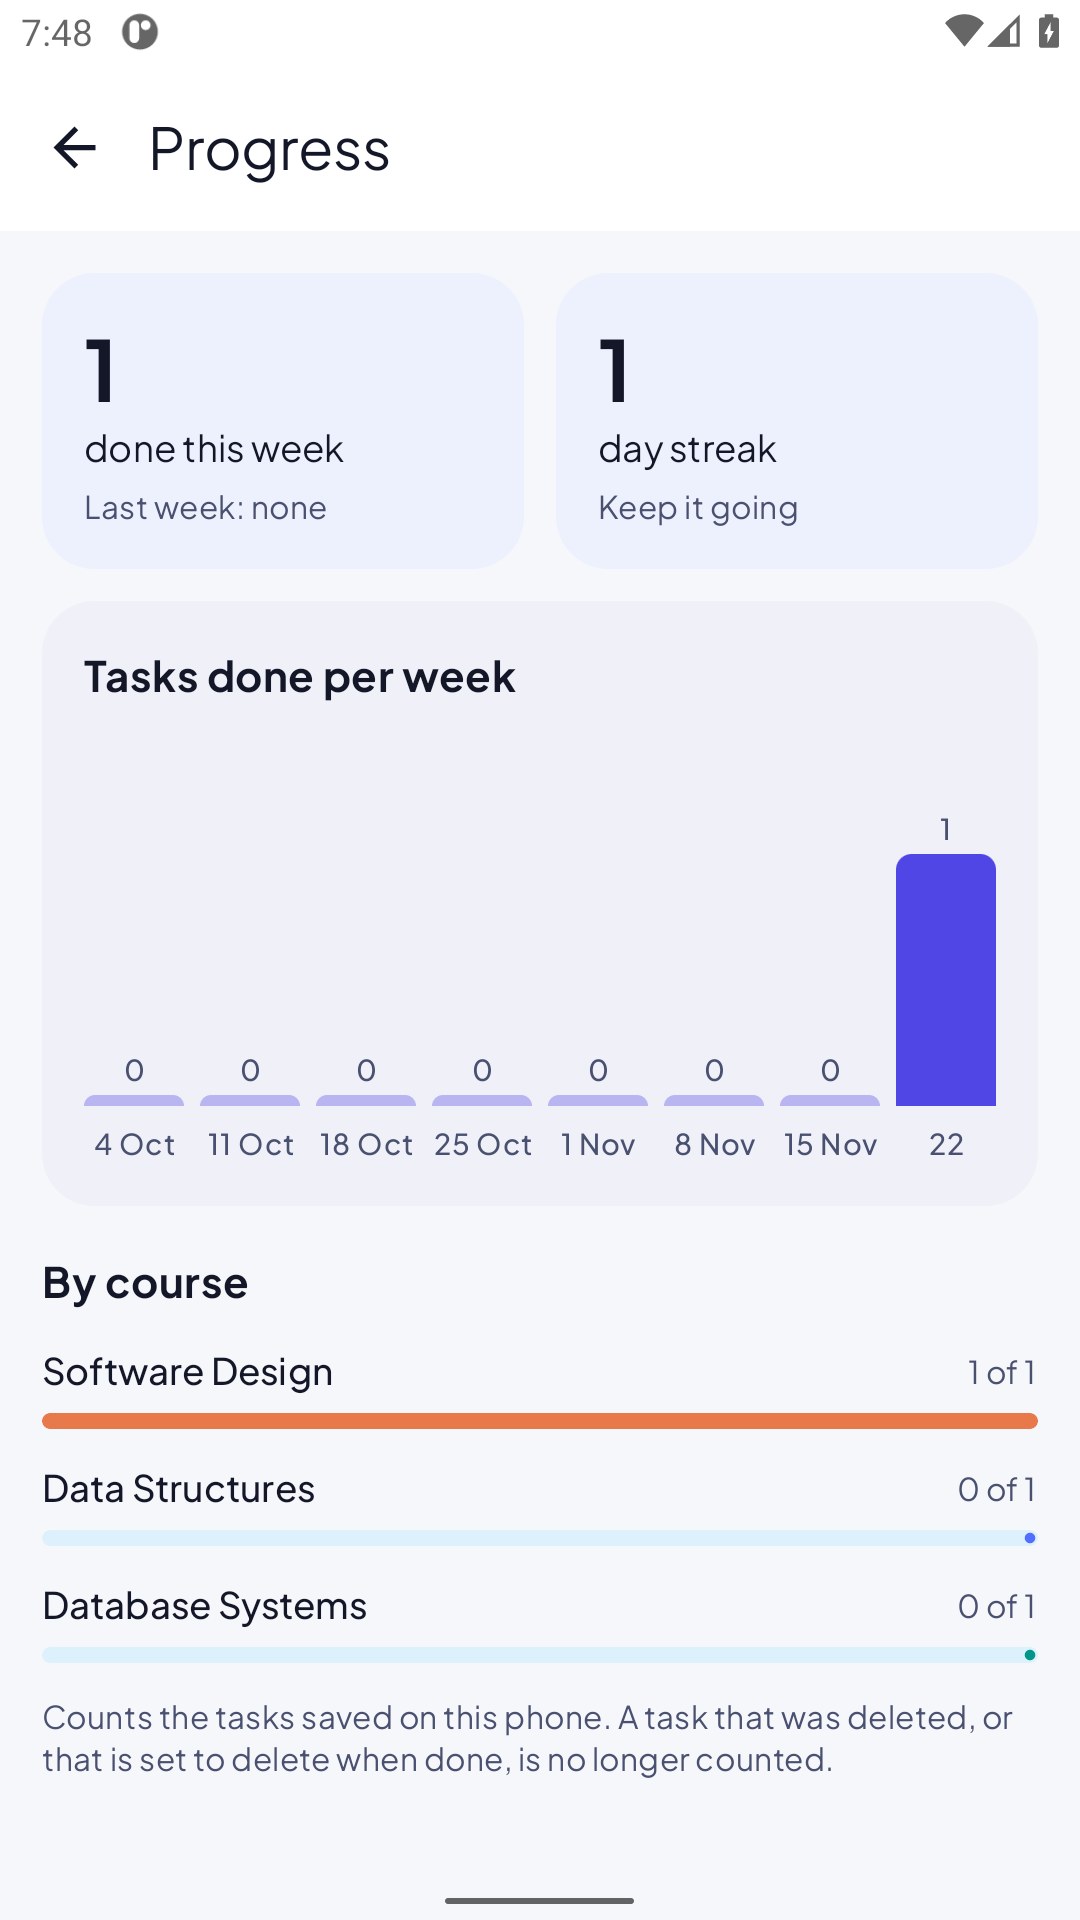 7:48
Progress
1
done this week
Last week: none
1
day streak
Keep it going
Tasks done per week
1
0 0 0 0 0 0 0
4 Oct 11 Oct 18 Oct 25 Oct 1 Nov 8 Nov 15 Nov 22
By course
Software Design 1 of 1
Data Structures 0 of 1
Database Systems 0 of 1
Counts the tasks saved on this phone. A task that was deleted, or
that is set to delete when done, is no longer counted.